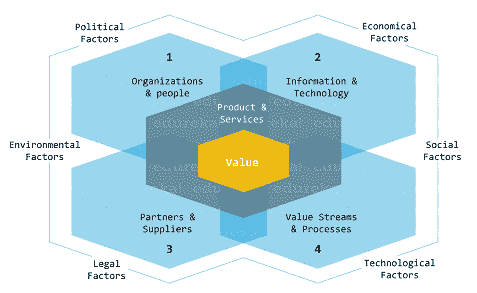 Political
Factors
Economical
Factors
1
2
Organizations
& people
Information &
Technology
Product &
Services
Environmental
Factors
Value
Social
Factors
Partners &
Suppliers
Value Streams
& Processes
3
4
Legal
Factors
Technological
Factors